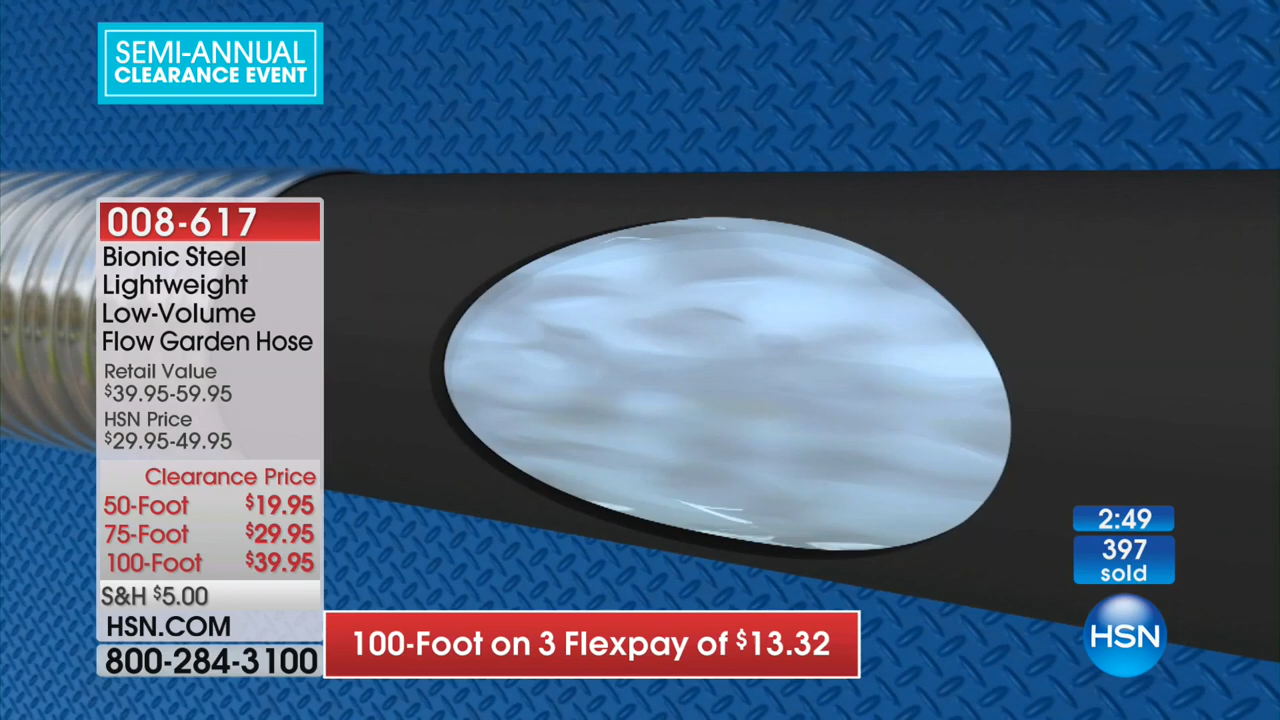 SEMI-ANNUAL
CLEARANCE EVENT
008-617
Bionic Steel
Lightweight
Low-Volume
Flow Garden Hose
Retail Value
$39.95-59.95
HSN Price
$29.95-49.95
Clearance Price
50-Foot $19.95
75-Foot $29.95
100-Foot $39.95
S&H $5.00
HSN.COM
800-284-3100
100-Foot on 3 Flexpay of $13.32
2:49
397
sold
HSN